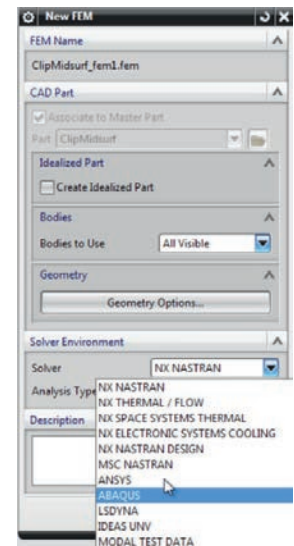 New FEM
FEM Name
ClipMidsurf_fem1.fem
CAD Part
Associate to Master Part
Part ClipMidsurf
Idealized Part
Create Idealized Part
Bodies
Bodies to Use All Visible
Geometry
Geometry Options...
Solver Environment
Solver NX NASTRAN
Analysis Type
NX NASTRAN
NX THERMAL / FLOW
Description
NX SPACE SYSTEMS THERMAL
NX ELECTRONIC SYSTEMS COOLING
NX NASTRAN DESIGN
MSC NASTRAN
ANSYS
ABAQUS
LSDYNA
IDEAS UNV
MODAL TEST DATA